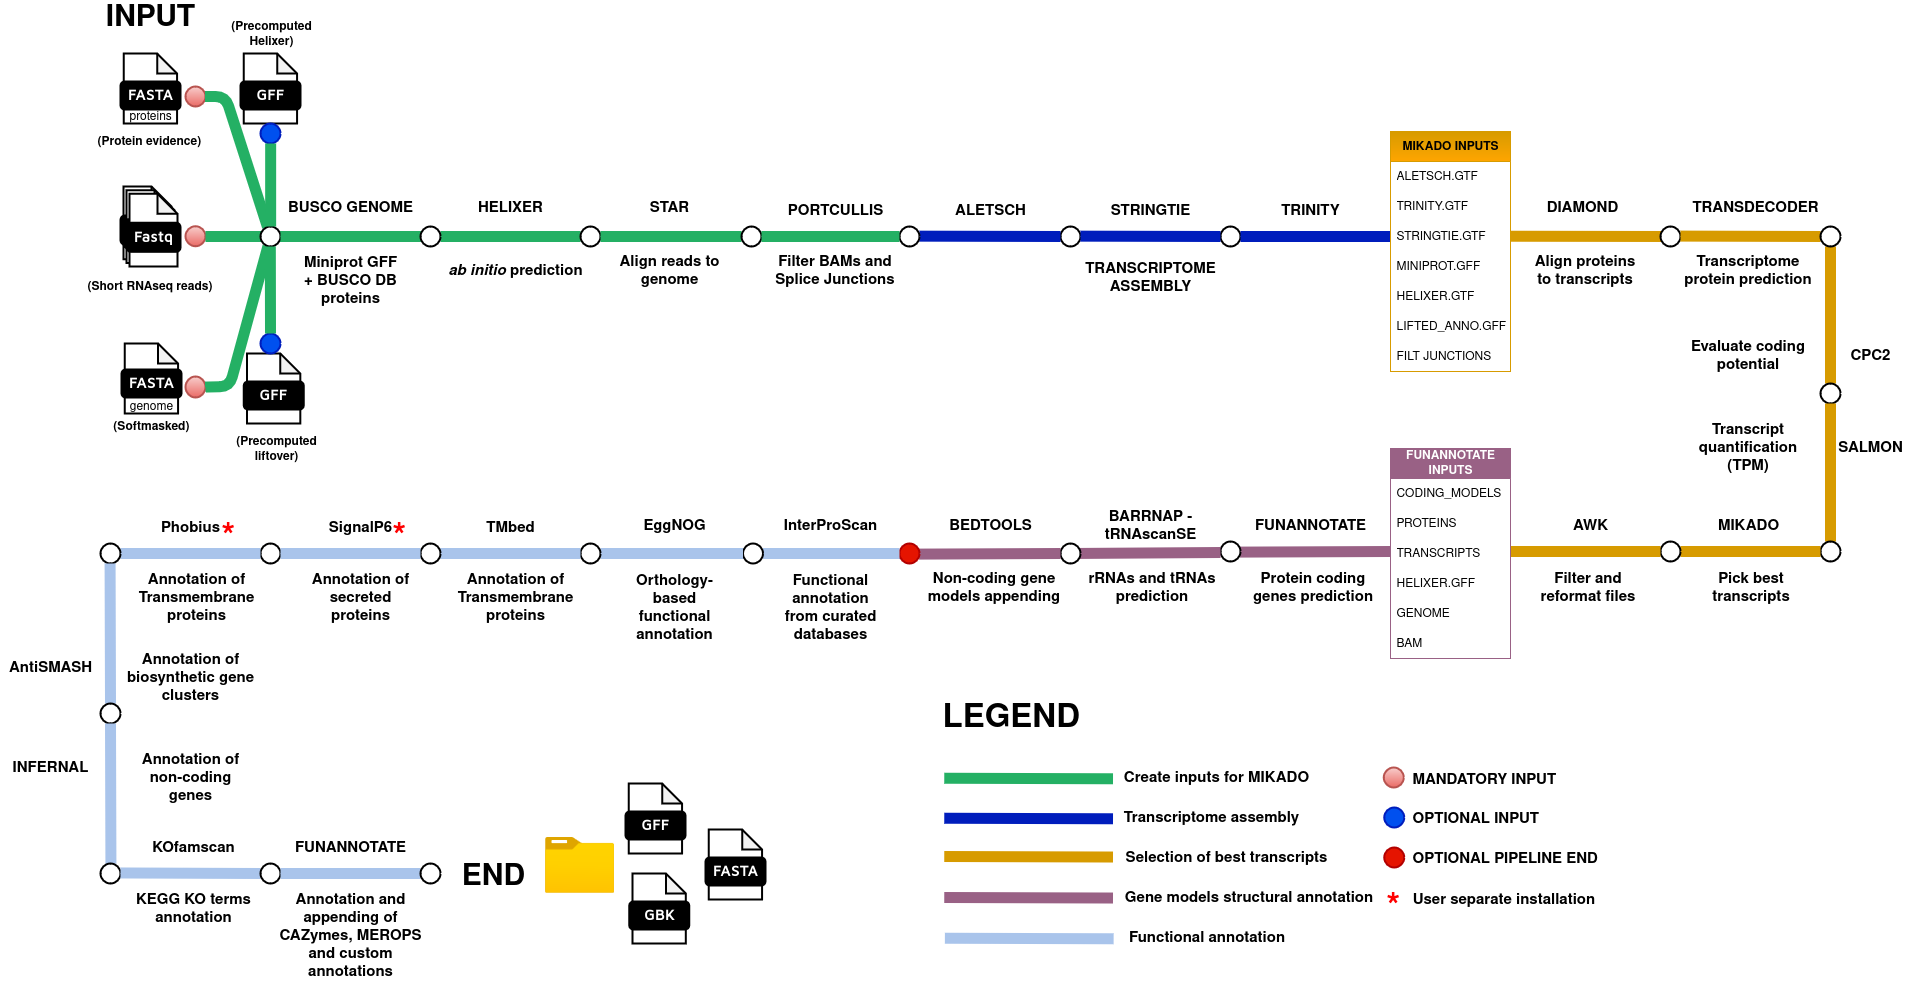 INPUT
(Precomputed
Helixer)
FASTA
proteins
GFF
(Protein evidence)
Fastq
(Short RNAseq reads)
FASTA
genome
(Softmasked)
GFF
(Precomputed
liftover)
BUSCO GENOME
Miniprot GFF
+ BUSCO DB
proteins
HELIXER
ab initio prediction
STAR
Align reads to
genome
PORTCULLIS
Filter BAMs and
Splice Junctions
ALETSCH
STRINGTIE
TRINITY
TRANSCRIPTOME
ASSEMBLY
MIKADO INPUTS
ALETSCH.GTF
TRINITY.GTF
STRINGTIE.GTF
MINIPROT.GFF
HELIXER.GTF
LIFTED_ANNO.GFF
FILT JUNCTIONS
DIAMOND
Align proteins
to transcripts
TRANSDECODER
Transcriptome
protein prediction
Evaluate coding
potential
CPC2
Transcript
quantification
(TPM)
SALMON
MIKADO
Pick best
transcripts
AWK
Filter and
reformat files
FUNANNOTATE
INPUTS
CODING_MODELS
PROTEINS
TRANSCRIPTS
HELIXER.GFF
GENOME
BAM
FUNANNOTATE
Protein coding
genes prediction
BARRNAP -
tRNAscanSE
rRNAs and tRNAs
prediction
BEDTOOLS
Non-coding gene
models appending
InterProScan
Functional
annotation
from curated
databases
EggNOG
Orthology-
based
functional
annotation
TMbed
Annotation of
Transmembrane
proteins
SignalP6*
Annotation of
secreted
proteins
Phobius*
Annotation of
Transmembrane
proteins
AntiSMASH
Annotation of
biosynthetic gene
clusters
INFERNAL
Annotation of
non-coding
genes
KOfamscan
KEGG KO terms
annotation
FUNANNOTATE
Annotation and
appending of
CAZymes, MEROPS
and custom
annotations
END
GFF
FASTA
GBK
LEGEND
Create inputs for MIKADO
Transcriptome assembly
Selection of best transcripts
Gene models structural annotation
Functional annotation
MANDATORY INPUT
OPTIONAL INPUT
OPTIONAL PIPELINE END
* User separate installation